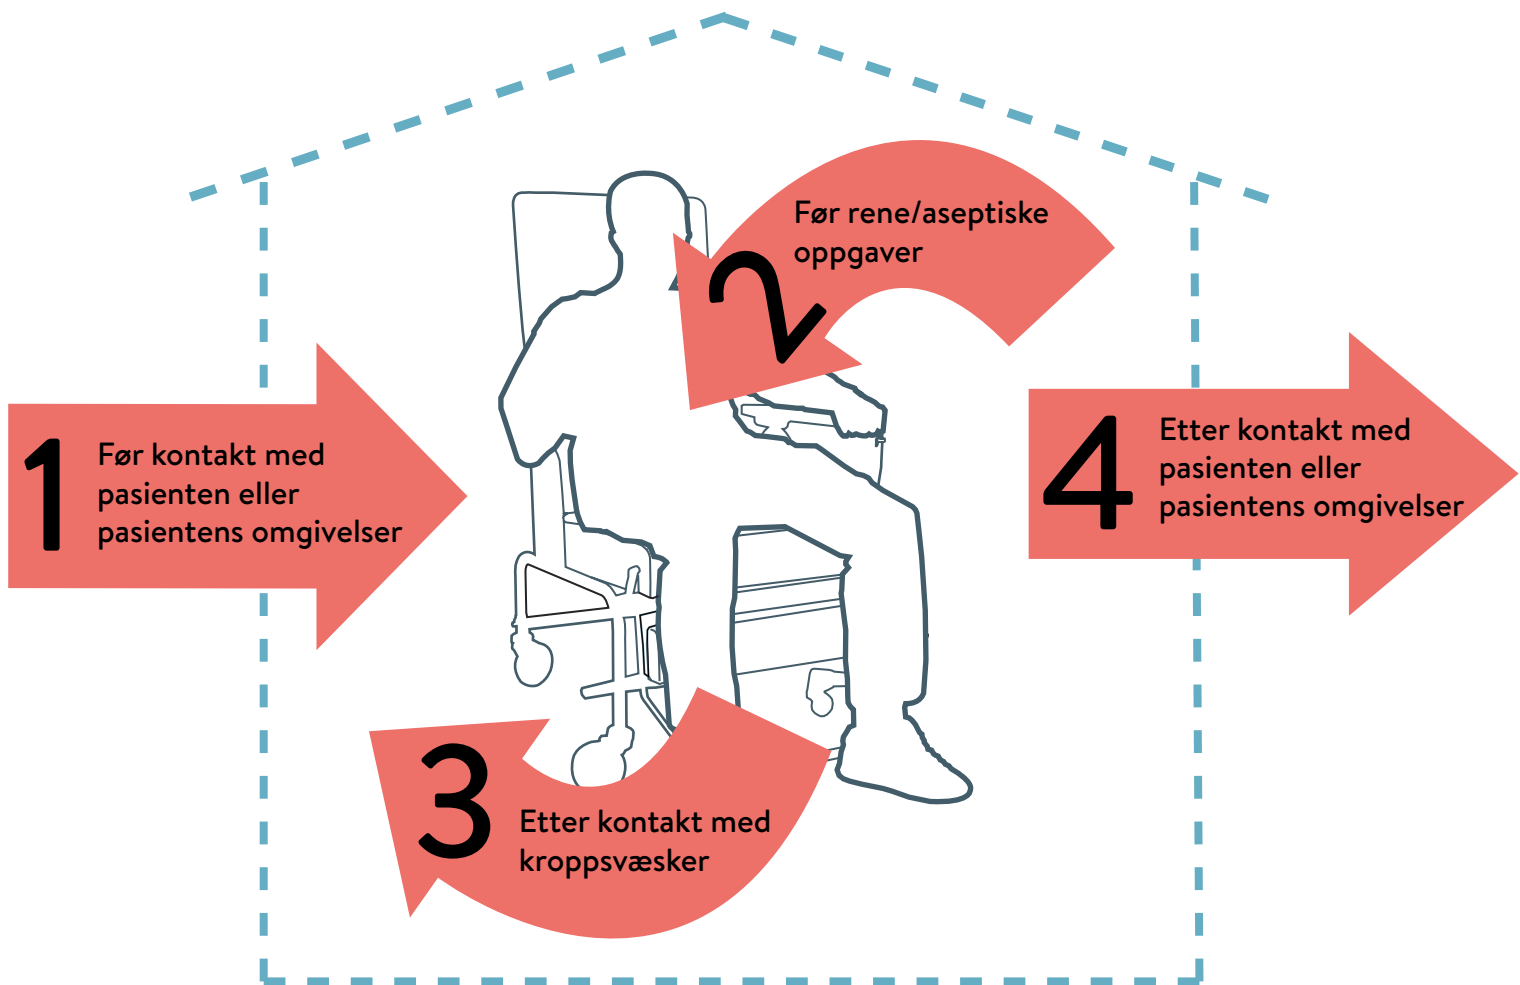 1
Før kontakt med
pasienten eller
pasientens omgivelser
2
Før rene/aseptiske
oppgaver
3
Etter kontakt med
kroppsvæsker
4
Etter kontakt med
pasienten eller
pasientens omgivelser